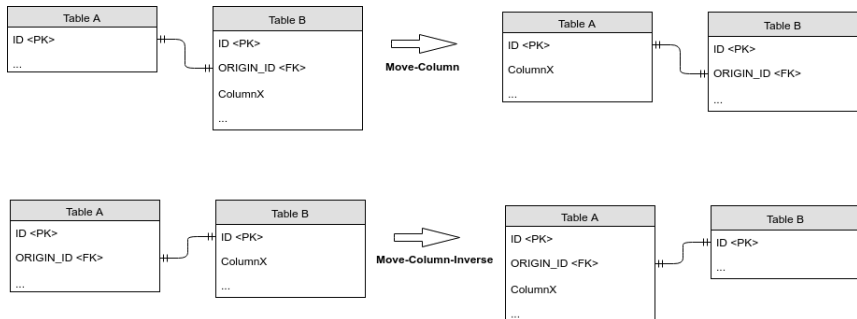 Table A
ID <PK>
...
Table B
ID <PK>
ORIGIN_ID <FK>
ColumnX
...
Move-Column
Table A
ID <PK>
ColumnX
...
Table B
ID <PK>
ORIGIN_ID <FK>
...
Table A
ID <PK>
ORIGIN_ID <FK>
...
Table B
ID <PK>
ColumnX
...
Move-Column-Inverse
Table A
ID <PK>
ORIGIN_ID <FK>
ColumnX
...
Table B
ID <PK>
...